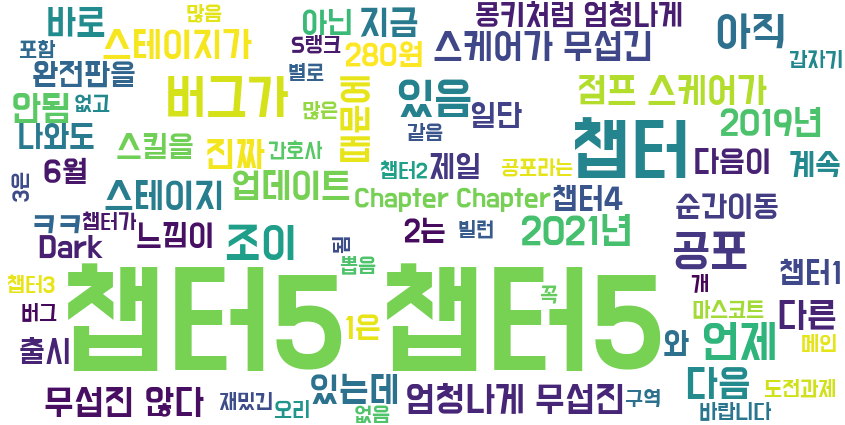 많음
몽키처럼 엄청나게
바로
아닌
지금
아직
스테이지가
S랭크
280원
스케어가 무섭긴
포함
갑자기
완전판을
별로
버그가
있음
점프 스케어가
안됨
없고
많은
일단
2019년
나와도
스킬을
진짜
간호사
때문에
같음
챕터
다음이
계속
6월
업데이트
챕터2
제일
공포라는
3은
스테이지
Chapter Chapter
챕터4
순간이동
ㅋㅋ
챕터가
느낌이
조이
2는
빌런
2021년
공포
Dark
몸
뽑음
챕터3
챕터5 챕터5
꼭
개
챕터1
버그
1은
마스코트
다른
출시
와
언제
메인
무섭진 않다
재밌긴
오리
있는데
없음
엄청나게 무섭진
구역
다음
도전과제
바랍니다